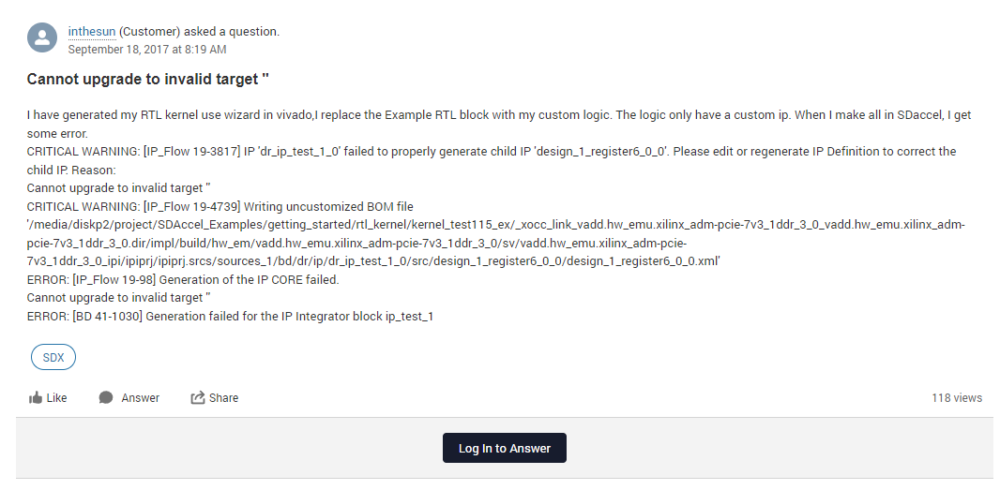 inthesun (Customer) asked a question.
September 18, 2017 at 8:19 AM
Cannot upgrade to invalid target ''
I have generated my RTL kernel use wizard in vivado,I replace the Example RTL block with my custom logic. The logic only have a custom ip. When I make all in SDaccel, I get
some error.
CRITICAL WARNING: [IP_Flow 19-3817] IP 'dr_ip_test_1_0' failed to properly generate child IP 'design_1_register6_0_0'. Please edit or regenerate IP Definition to correct the
child IP. Reason:
Cannot upgrade to invalid target ''
CRITICAL WARNING: [IP_Flow 19-4739] Writing uncustomized BOM file
'/media/diskp2/project/SDAccel_Examples/getting_started/rtl_kernel/kernel_test115_ex/_xocc_link_vadd.hw_emu.xilinx_adm-pcie-7v3_1ddr_3_0_vadd.hw_emu.xilinx_adm-
pcie-7v3_1ddr_3_0.dir/impl/build/hw_em/vadd.hw_emu.xilinx_adm-pcie-7v3_1ddr_3_0/sv/vadd.hw_emu.xilinx_adm-pcie-
7v3_1ddr_3_0_ipi/ipiprj/ipiprj.srcs/sources_1/bd/dr/ip/dr_ip_test_1_0/src/design_1_register6_0_0/design_1_register6_0_0.xml'
ERROR: [IP_Flow 19-98] Generation of the IP CORE failed.
Cannot upgrade to invalid target ''
ERROR: [BD 41-1030] Generation failed for the IP Integrator block ip_test_1
SDX
Like Answer Share 118 views
Log In to Answer